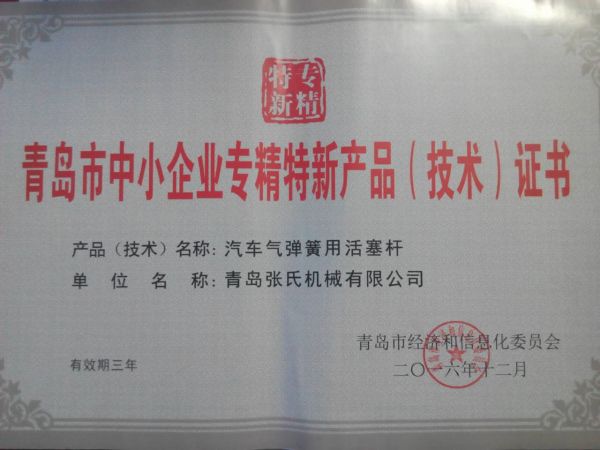 专精
特新
青岛市中小企业专精特新产品（技术）证书
产品（技术）名称：汽车气弹簧用活塞杆
单位名称：青岛张氏机械有限公司
青岛市经济和信息化委员会
有效期三年
二〇一六年十二月